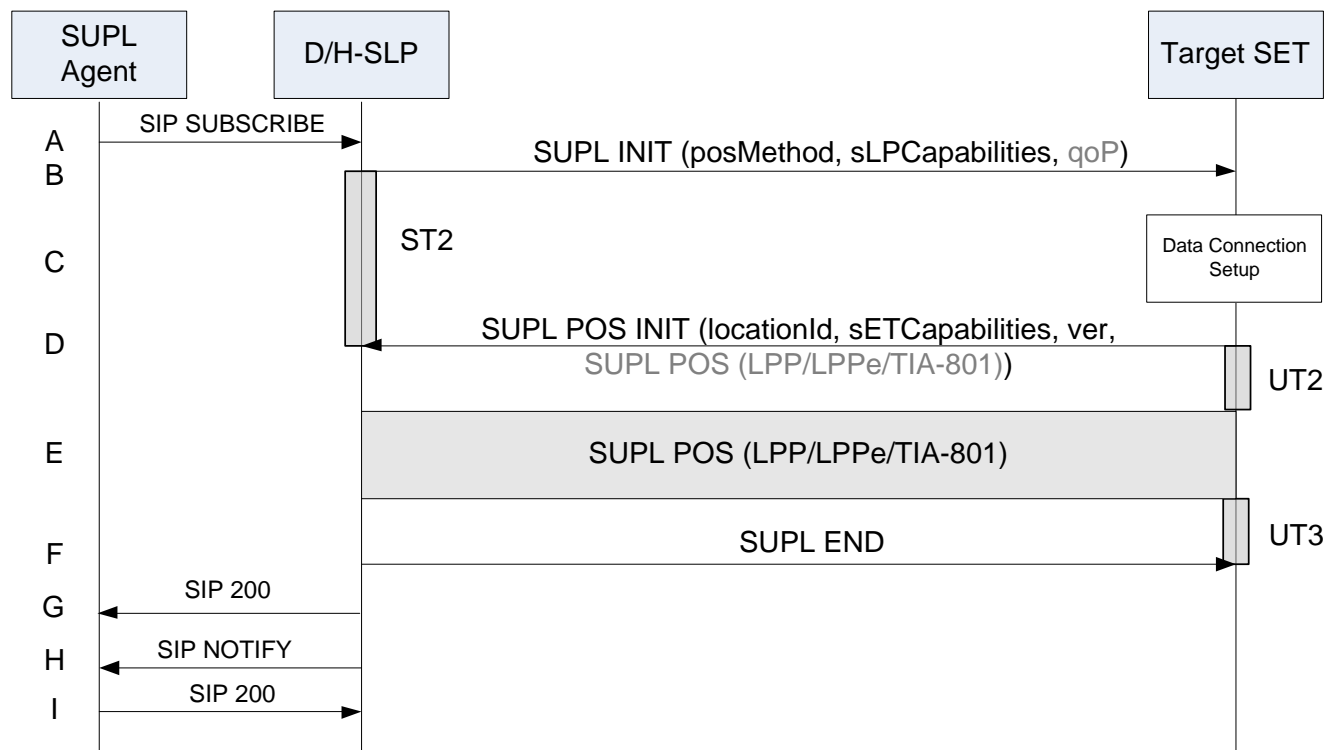 SUPL
Agent
D/H-SLP
Target SET
A
SIP SUBSCRIBE
B
SUPL INIT (posMethod, sLPCapabilities, qoP)
C
ST2
Data Connection
Setup
D
SUPL POS INIT (locationId, sETCapabilities, ver,
SUPL POS (LPP/LPPe/TIA-801))
UT2
E
SUPL POS (LPP/LPPe/TIA-801)
F
SUPL END
UT3
G
SIP 200
H
SIP NOTIFY
I
SIP 200